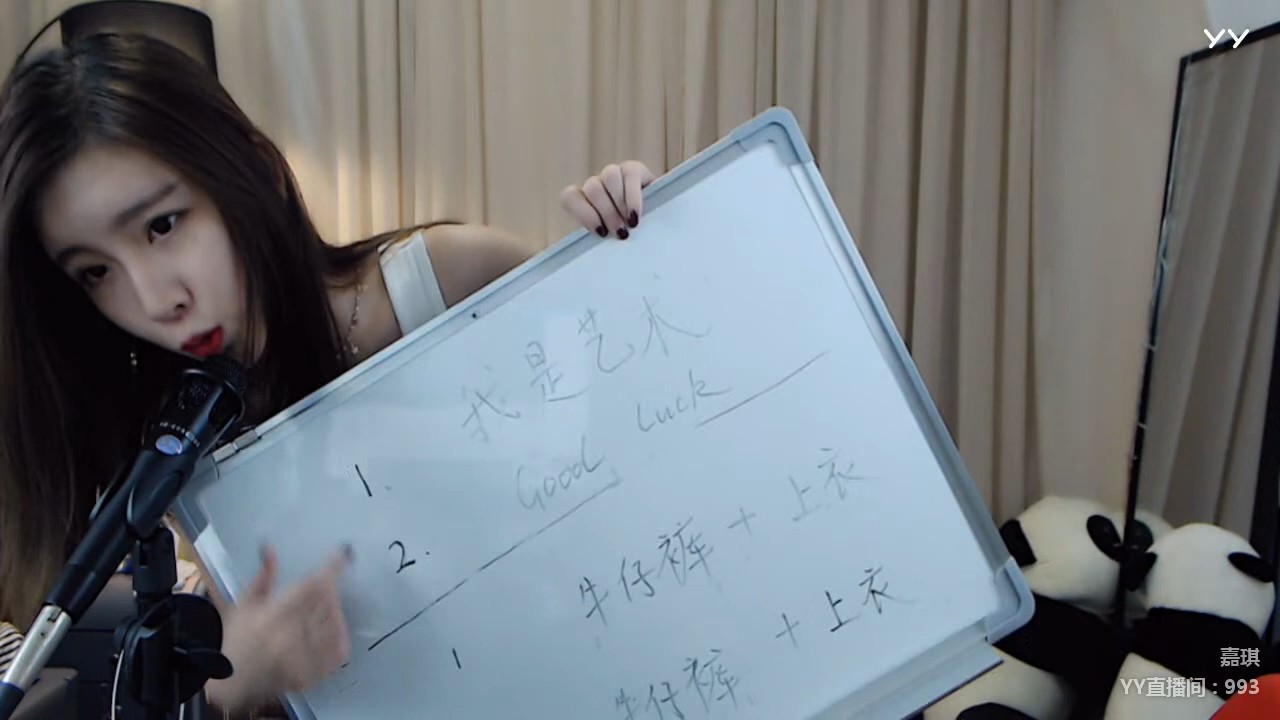 YY
1. 我是艺术
2. Good Luck
1 牛仔裤 + 上衣
牛仔裤 + 上衣
嘉琪
YY直播间：993